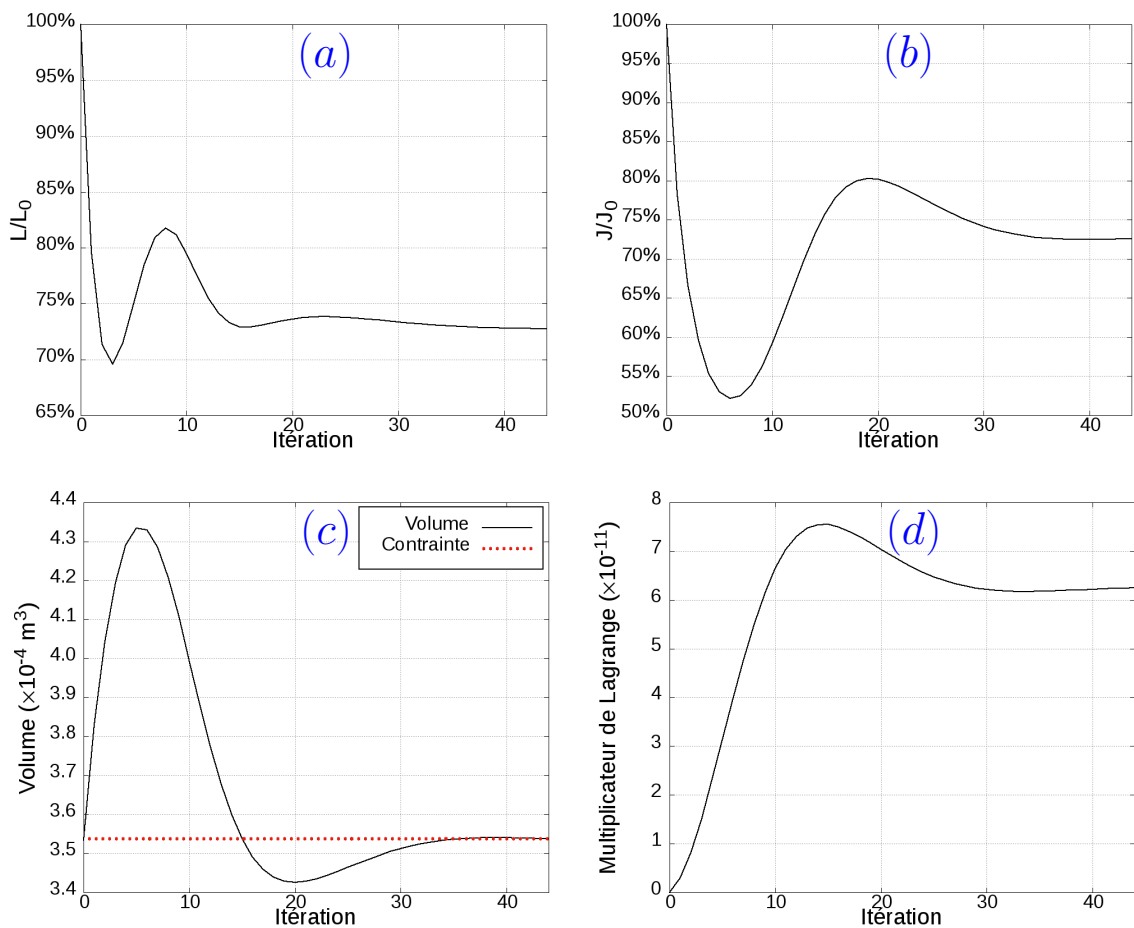 (a)
100%
95%
90%
85%
80%
75%
70%
65%
L/L₀
0 10 20 30 40
Itération
(b)
100%
95%
90%
85%
80%
75%
70%
65%
60%
55%
50%
J/J₀
0 10 20 30 40
Itération
(c)
Volume
Contrainte
4.4
4.3
4.2
4.1
4.0
3.9
3.8
3.7
3.6
3.5
3.4
Volume (×10⁻⁴ m³)
0 10 20 30 40
Itération
(d)
8
7
6
5
4
3
2
1
0
Multiplicateur de Lagrange (×10⁻¹¹)
0 10 20 30 40
Itération